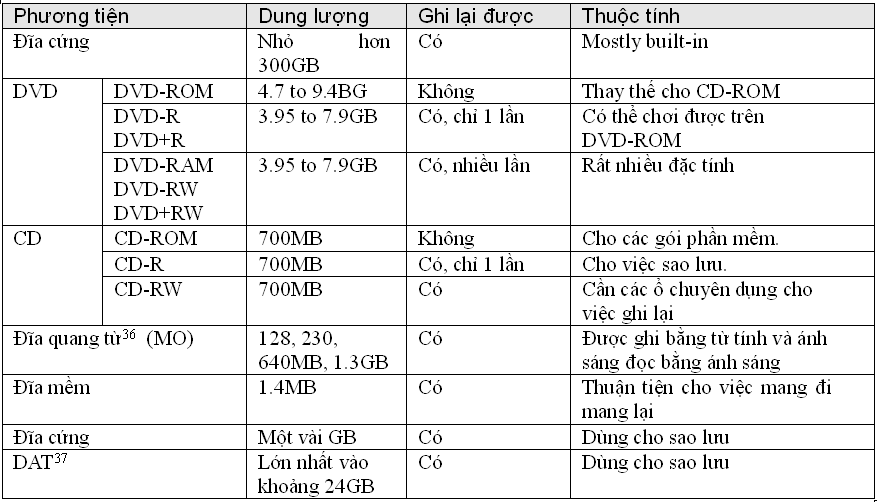 Phương tiện Dung lượng Ghi lại được Thuộc tính
Đĩa cứng Nhỏ hơn Có Mostly built-in
300GB
DVD DVD-ROM 4.7 to 9.4BG Không Thay thế cho CD-ROM
DVD-R 3.95 to 7.9GB Có, chỉ 1 lần Có thể chơi được trên
DVD+R DVD-ROM
DVD-RAM 3.95 to 7.9GB Có, nhiều lần Rất nhiều đặc tính
DVD-RW
DVD+RW
CD CD-ROM 700MB Không Cho các gói phần mềm.
CD-R 700MB Có, chỉ 1 lần Cho việc sao lưu.
CD-RW 700MB Có Cần các ổ chuyên dụng cho
việc ghi lại
Đĩa quang từ36 (MO) 128, 230, Có Được ghi bằng từ tính và ánh
640MB, 1.3GB sáng đọc bằng ánh sáng
Đĩa mềm 1.4MB Có Thuận tiện cho việc mang đi
mang lại
Đĩa cứng Một vài GB Có Dùng cho sao lưu
DAT37 Lớn nhất vào Có Dùng cho sao lưu
khoảng 24GB